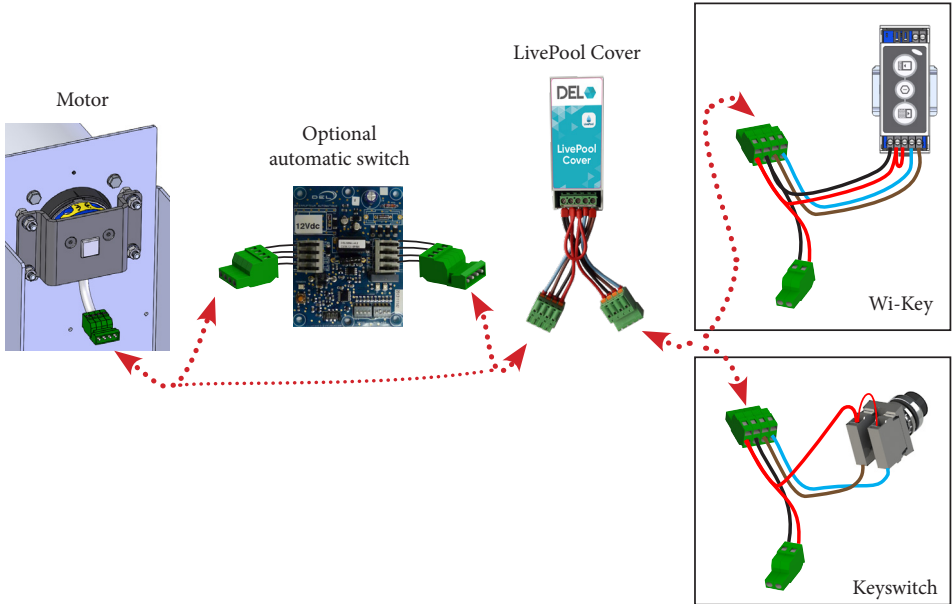 Motor
Optional
automatic switch
12Vdc
LivePool Cover
DEL
LivePool
Cover
Wi-Key
Keyswitch